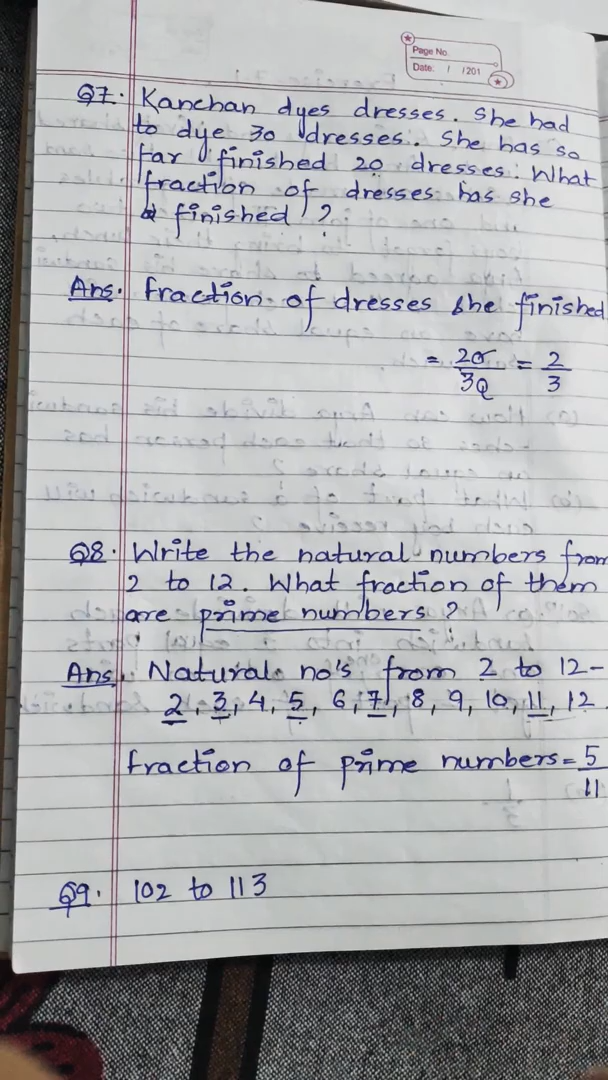 Page No.
Date: / /201
Q7. Kanchan dyes dresses. She had
to dye 30 dresses. She has so
far finished 20 dresses. What
fraction of dresses has she
finished ?
Ans. Fraction of dresses she finished
= 20/30 = 2/3
Q8. Write the natural numbers from
2 to 12. What fraction of them
are prime numbers ?
Ans. Natural no's from 2 to 12-
2, 3, 4, 5, 6, 7, 8, 9, 10, 11, 12.
Fraction of prime numbers = 5/11
Q9. 102 to 113